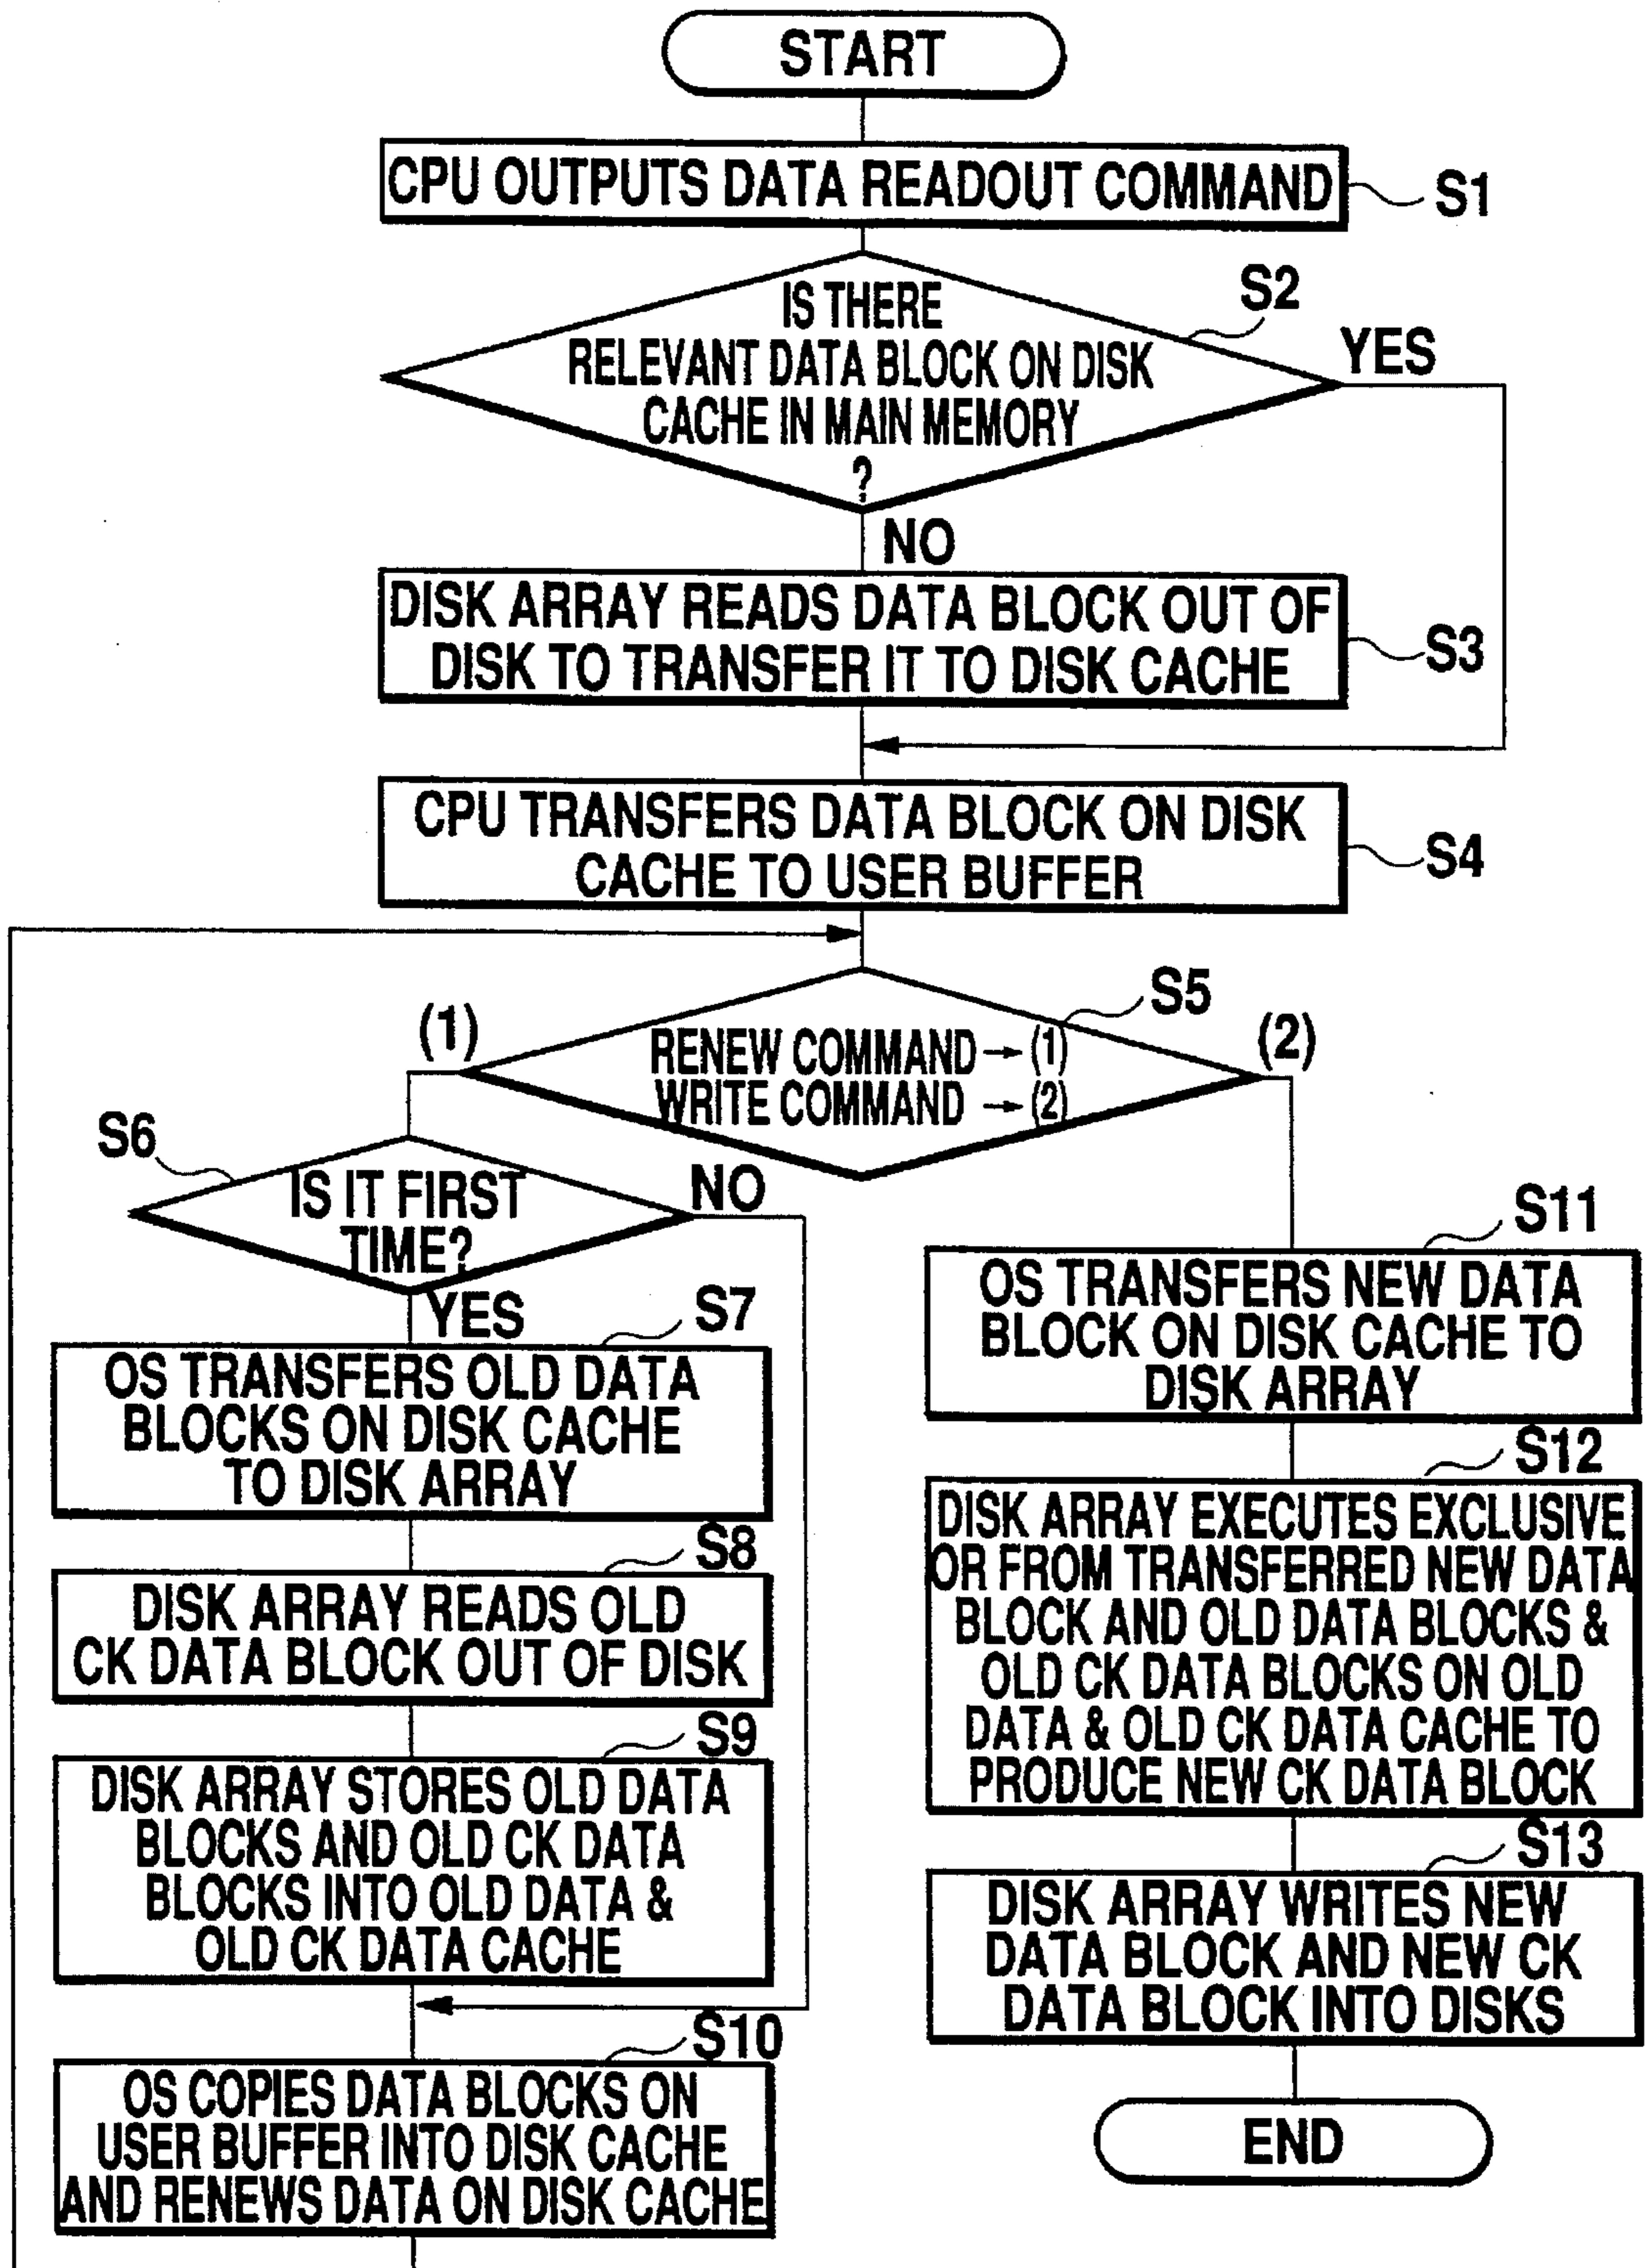 START
CPU OUTPUTS DATA READOUT COMMAND
S1
S2
IS THERE
RELEVANT DATA BLOCK ON DISK
CACHE IN MAIN MEMORY
?
YES
NO
DISK ARRAY READS DATA BLOCK OUT OF
DISK TO TRANSFER IT TO DISK CACHE
S3
CPU TRANSFERS DATA BLOCK ON DISK
CACHE TO USER BUFFER
S4
S5
(1)
RENEW COMMAND → (1)
WRITE COMMAND → (2)
(2)
S6
IS IT FIRST
TIME?
NO
YES
S7
OS TRANSFERS OLD DATA
BLOCKS ON DISK CACHE
TO DISK ARRAY
S8
DISK ARRAY READS OLD
CK DATA BLOCK OUT OF DISK
S9
DISK ARRAY STORES OLD DATA
BLOCKS AND OLD CK DATA
BLOCKS INTO OLD DATA &
OLD CK DATA CACHE
S10
OS COPIES DATA BLOCKS ON
USER BUFFER INTO DISK CACHE
AND RENEWS DATA ON DISK CACHE
S11
OS TRANSFERS NEW DATA
BLOCK ON DISK CACHE TO
DISK ARRAY
S12
DISK ARRAY EXECUTES EXCLUSIVE
OR FROM TRANSFERRED NEW DATA
BLOCK AND OLD DATA BLOCKS &
OLD CK DATA BLOCKS ON OLD
DATA & OLD CK DATA CACHE TO
PRODUCE NEW CK DATA BLOCK
S13
DISK ARRAY WRITES NEW
DATA BLOCK AND NEW CK
DATA BLOCK INTO DISKS
END